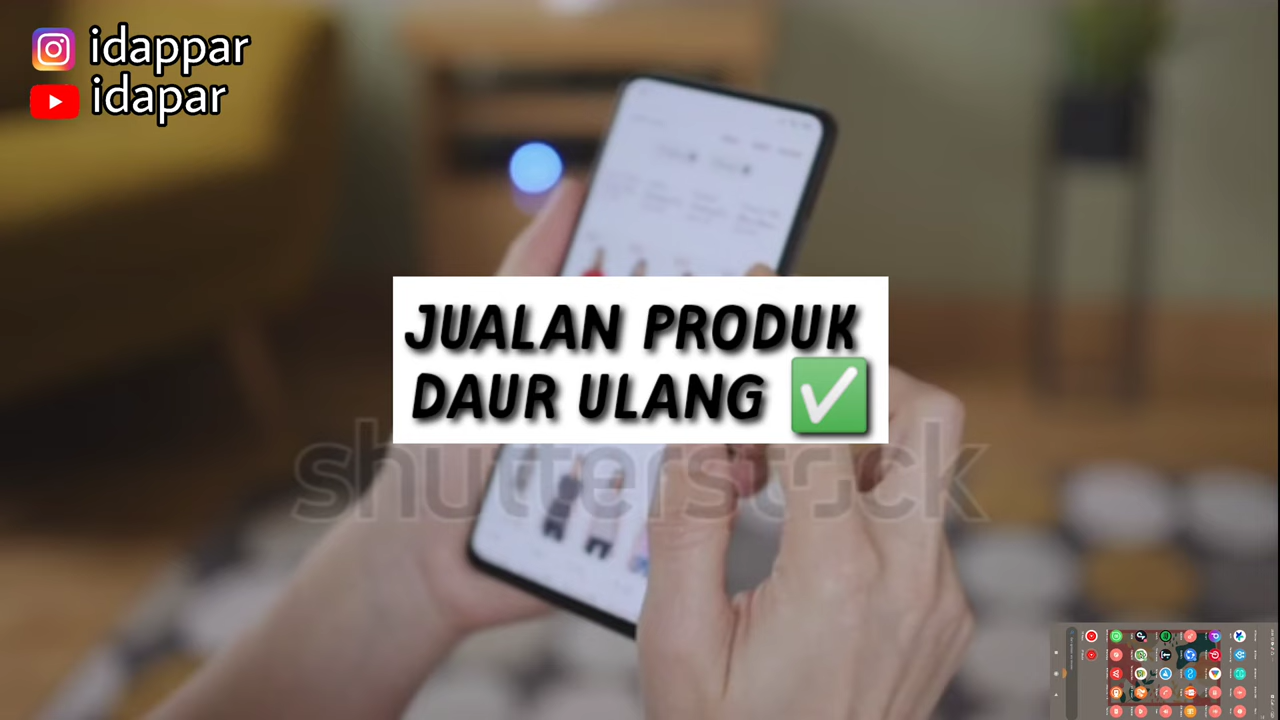 idappar
idapar
JUALAN PRODUK
DAUR ULANG ✅
shutterstock